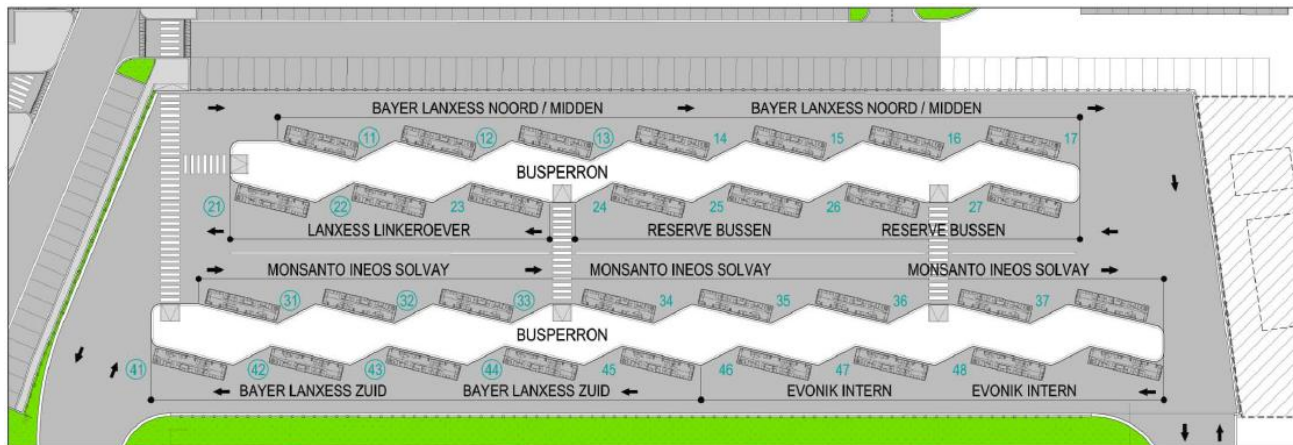 BAYER LANXESS NOORD / MIDDEN BAYER LANXESS NOORD / MIDDEN
11 12 13 14 15 16 17
BUSPERRON
21 22 23 24 25 26 27
LANXESS LINKEROEVER RESERVE BUSSEN RESERVE BUSSEN
MONSANTO INEOS SOLVAY MONSANTO INEOS SOLVAY MONSANTO INEOS SOLVAY
31 32 33 34 35 36 37
BUSPERRON
41 42 43 44 45 46 47 48
BAYER LANXESS ZUID BAYER LANXESS ZUID EVONIK INTERN EVONIK INTERN